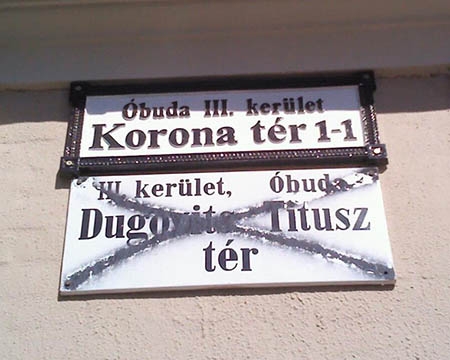 Óbuda III. kerület
Korona tér 1-1
III. kerület, Óbuda
Dugovits Titusz
tér